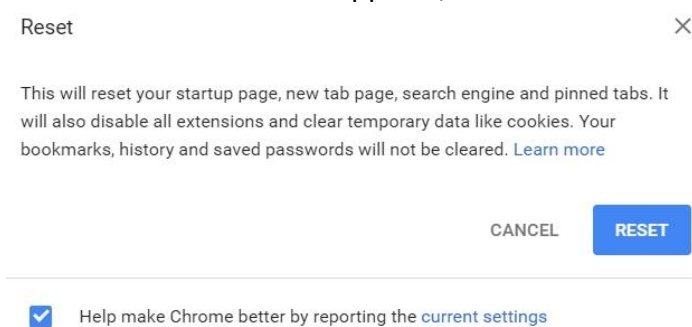 Reset
This will reset your startup page, new tab page, search engine and pinned tabs. It
will also disable all extensions and clear temporary data like cookies. Your
bookmarks, history and saved passwords will not be cleared. Learn more
CANCEL RESET
Help make Chrome better by reporting the current settings